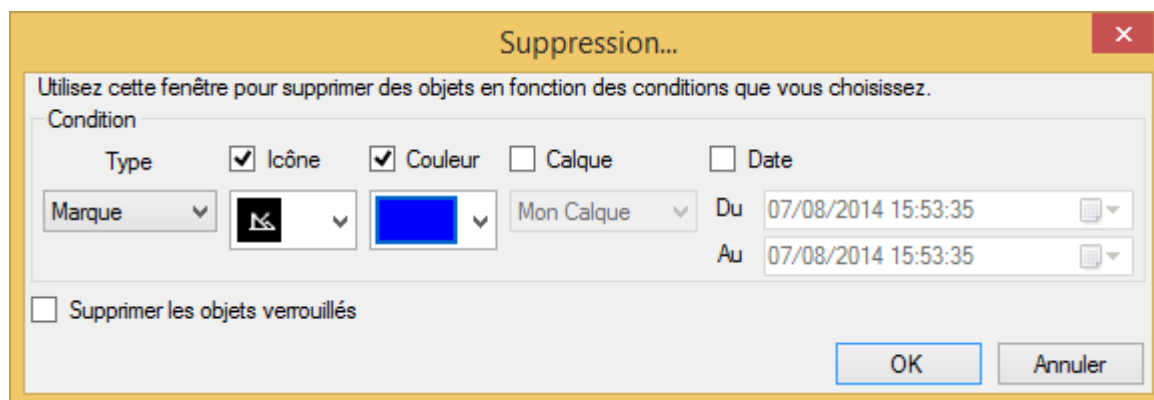 Suppression...
Utilisez cette fenêtre pour supprimer des objets en fonction des conditions que vous choisissez.
Condition
Type Icône Couleur Calque Date
Marque Mon Calque Du 07/08/2014 15:53:35
Au 07/08/2014 15:53:35
Supprimer les objets verrouillés
OK Annuler